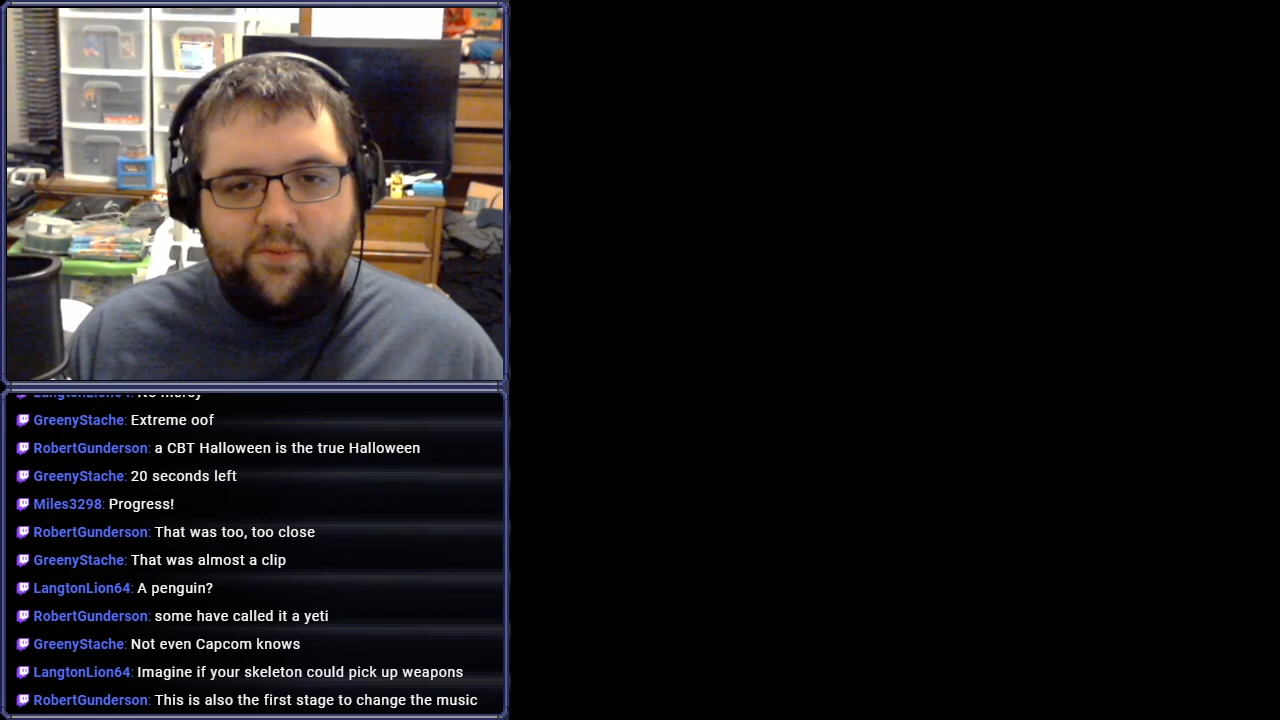 LangtonLion64: No mercy
GreenyStache: Extreme oof
RobertGunderson: a CBT Halloween is the true Halloween
GreenyStache: 20 seconds left
Miles3298: Progress!
RobertGunderson: That was too, too close
GreenyStache: That was almost a clip
LangtonLion64: A penguin?
RobertGunderson: some have called it a yeti
GreenyStache: Not even Capcom knows
LangtonLion64: Imagine if your skeleton could pick up weapons
RobertGunderson: This is also the first stage to change the music